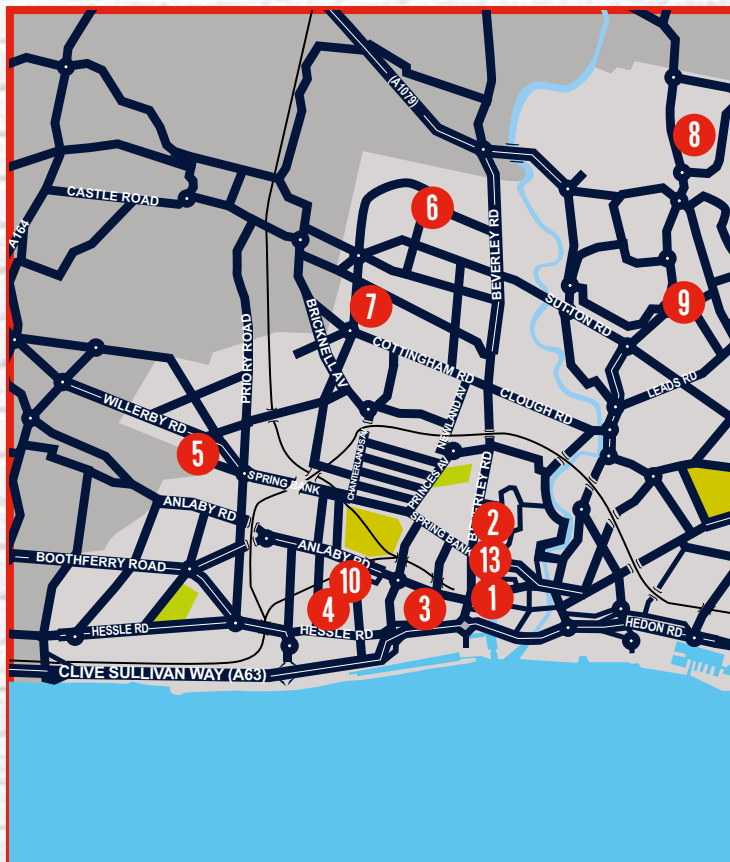 (A1079)
8
CASTLE ROAD
6
A164
BEVERLEY RD
7
SUTTON RD
9
BRICKNELL AV
PRIORY ROAD
COTTINGHAM RD
LEADS RD
CLOUGH RD
WILLERBY RD
NEWLAND AV
5
CHANTERLANDS AV
PRINCES AV
BEVERLEY RD
SPRING BANK
ANLABY RD
SPRING BANK
2
ANLABY RD
BOOTHFERRY ROAD
13
10
1
4
3
HESSLE RD
HESSLE RD
HEDON RD
CLIVE SULLIVAN WAY (A63)